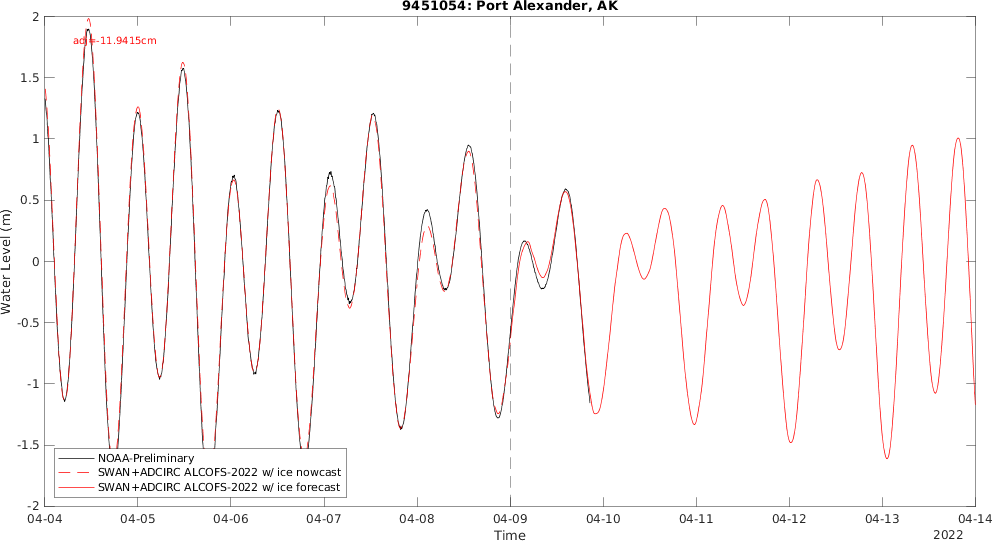 9451054: Port Alexander, AK
adj=-11.9415cm
Water Level (m)
2
1.5
1
0.5
0
-0.5
-1
-1.5
-2
NOAA-Preliminary
SWAN+ADCIRC ALCOFS-2022 w/ ice nowcast
SWAN+ADCIRC ALCOFS-2022 w/ ice forecast
04-04 04-05 04-06 04-07 04-08 04-09 04-10 04-11 04-12 04-13 04-14
Time
2022